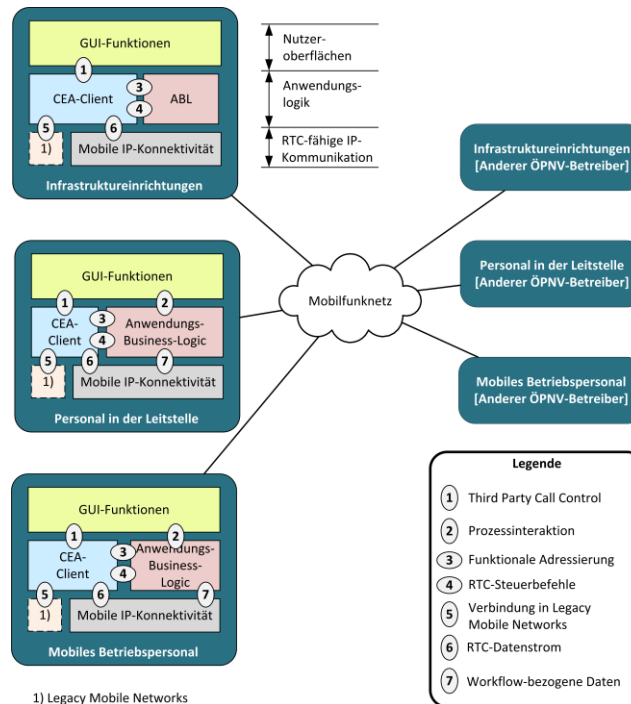 GUI-Funktionen
1
CEA-Client
3
4
ABL
5
6
1)
Mobile IP-Konnektivität
Infrastruktureinrichtungen
Nutzer-
oberflächen
Anwendungs-
logik
RTC-fähige IP-
Kommunikation
GUI-Funktionen
1
2
CEA-
Client
3
4
Anwendungs-
Business-Logic
5
6
7
1)
Mobile IP-Konnektivität
Personal in der Leitstelle
GUI-Funktionen
1
2
CEA-
Client
3
4
Anwendungs-
Business-
Logic
5
6
7
1)
Mobile IP-Konnektivität
Mobiles Betriebspersonal
1) Legacy Mobile Networks
Mobilfunknetz
Infrastruktureinrichtungen
[Anderer ÖPNV-Betreiber]
Personal in der Leitstelle
[Anderer ÖPNV-Betreiber]
Mobiles Betriebspersonal
[Anderer ÖPNV-Betreiber]
Legende
1 Third Party Call Control
2 Prozessinteraktion
3 Funktionale Adressierung
4 RTC-Steuerbefehle
5 Verbindung in Legacy
Mobile Networks
6 RTC-Datenstrom
7 Workflow-bezogene Daten